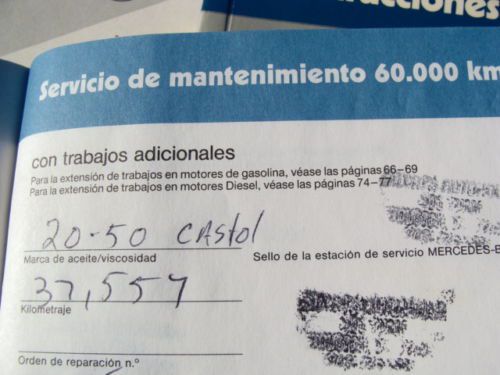 rucciones
Servicio de mantenimiento 60.000 km
con trabajos adicionales
Para la extensión de trabajos en motores de gasolina, véase las páginas 66–69
Para la extensión de trabajos en motores Diesel, véase las páginas 74–77
20-50 CAStol
Marca de aceite/viscosidad
Sello de la estación de servicio MERCEDES-B
37,557
Kilometraje
Orden de reparación n.º